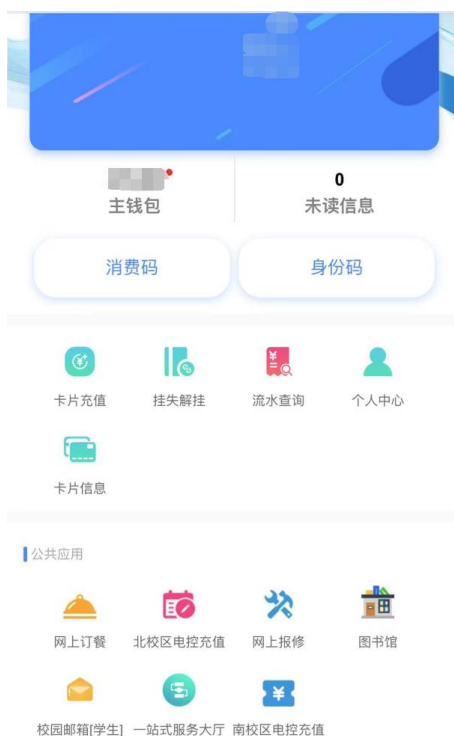 0
主钱包 未读信息
消费码 身份码
卡片充值 挂失解挂 流水查询 个人中心
卡片信息
公共应用
网上订餐 北校区电控充值 网上报修 图书馆
校园邮箱[学生] 一站式服务大厅 南校区电控充值